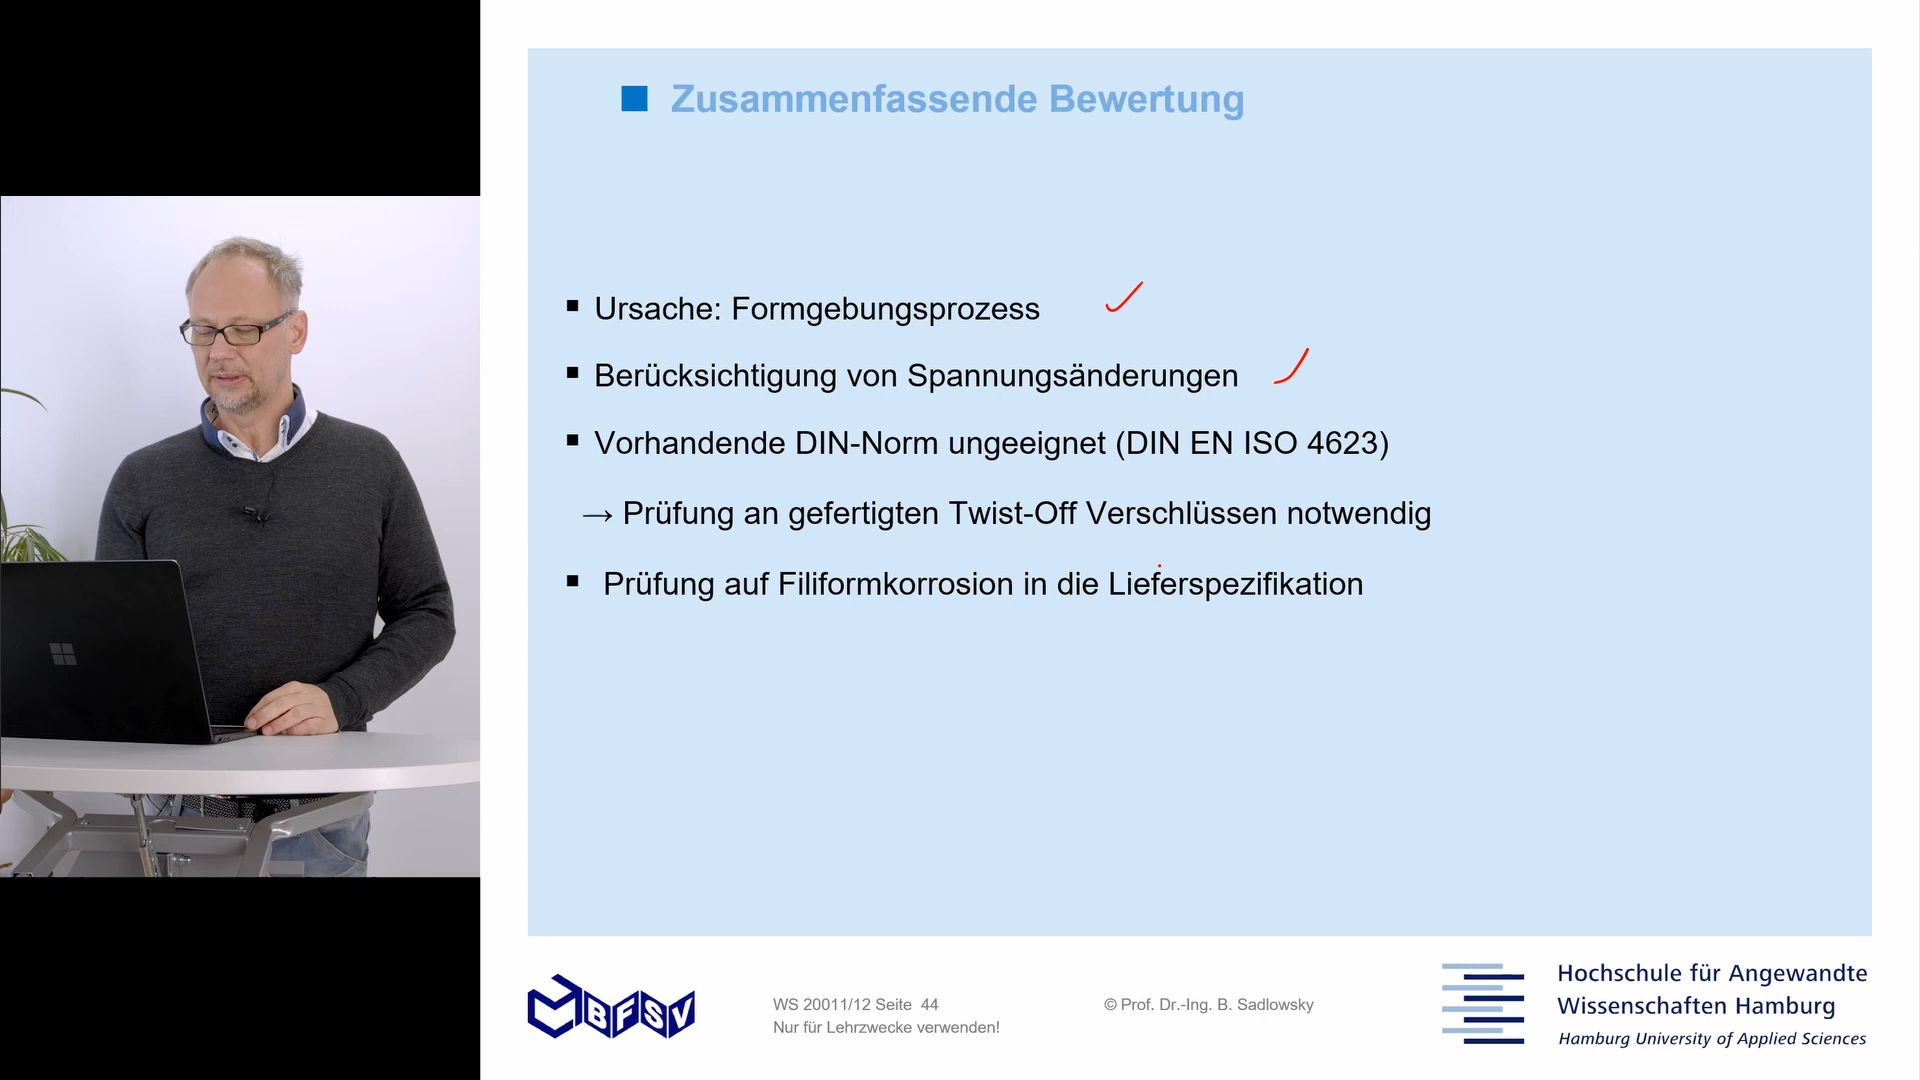 Zusammenfassende Bewertung
Ursache: Formgebungsprozess
Berücksichtigung von Spannungsänderungen
Vorhandende DIN-Norm ungeeignet (DIN EN ISO 4623)
→ Prüfung an gefertigten Twist-Off Verschlüssen notwendig
Prüfung auf Filiformkorrosion in die Lieferspezifikation
BFSV
WS 20011/12 Seite 44
Nur für Lehrzwecke verwenden!
© Prof. Dr.-Ing. B. Sadlowsky
Hochschule für Angewandte
Wissenschaften Hamburg
Hamburg University of Applied Sciences